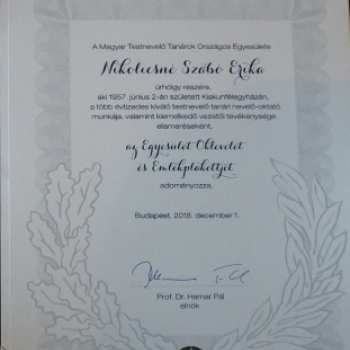 A Magyar Testnevelő Tanárok Országos Egyesülete
Nikolicsné Szabó Erika
úrhölgy részére,
aki 1957. június 2-án született Kiskunfélegyházán,
a több évtizedes kiváló testnevelő tanári nevelő-oktató
munkája, valamint kiemelkedő vezetői tevékenysége
elismeréseként,
az Egyesület Oklevelét
és Emlékplakettjét
adományozza.
Budapest, 2018. december 1.
Prof. Dr. Hamar Pál
elnök